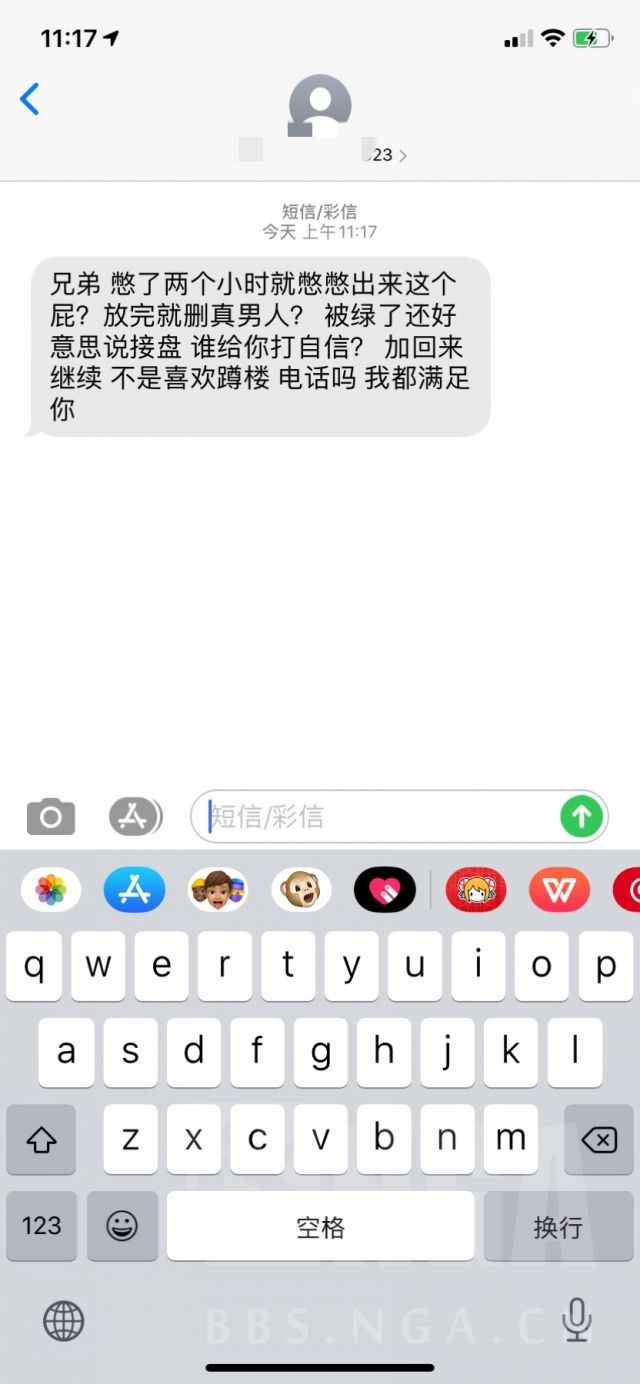 11:17
23
短信/彩信
今天 上午11:17
兄弟 憋了两个小时就憋憋出来这个
屁？放完就删真男人？ 被绿了还好
意思说接盘 谁给你打自信？ 加回来
继续 不是喜欢蹲楼 电话吗 我都满足
你
短信/彩信
q w e r t y u i o p
a s d f g h j k l
z x c v b n m
123 空格 换行
BBS.NGA.CN